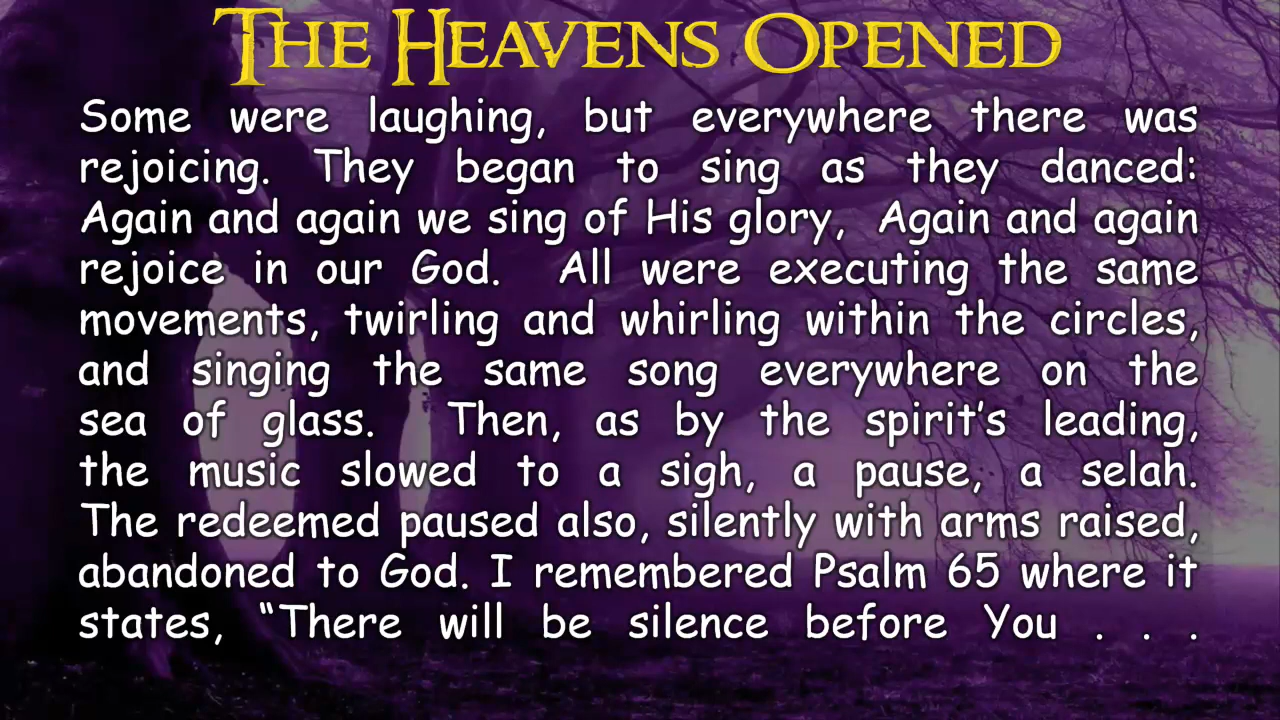 THE HEAVENS OPENED
Some were laughing, but everywhere there was
rejoicing. They began to sing as they danced:
Again and again we sing of His glory, Again and again
rejoice in our God. All were executing the same
movements, twirling and whirling within the circles,
and singing the same song everywhere on the
sea of glass. Then, as by the spirit's leading,
the music slowed to a sigh, a pause, a selah.
The redeemed paused also, silently with arms raised,
abandoned to God. I remembered Psalm 65 where it
states, “There will be silence before You . . .